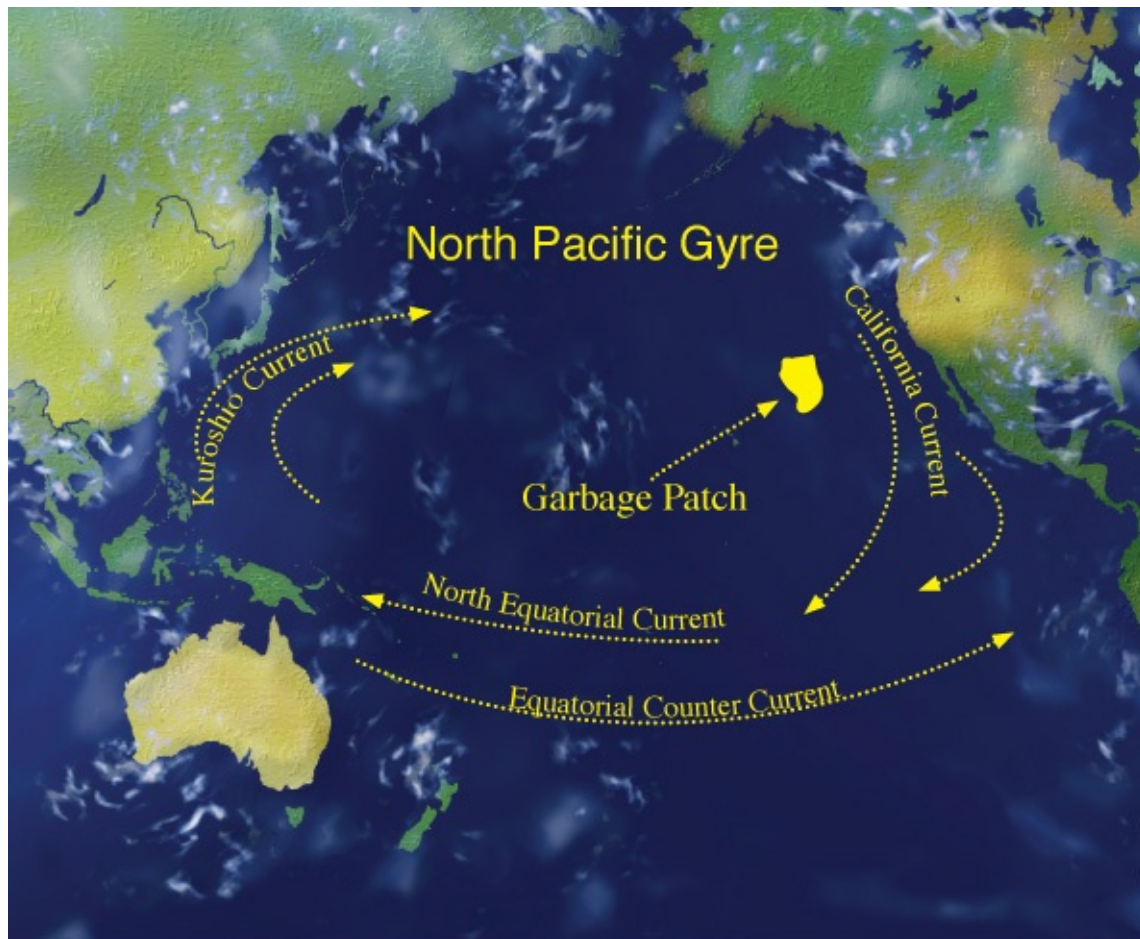 North Pacific Gyre
Kuroshio Current
California Current
Garbage Patch
North Equatorial Current
Equatorial Counter Current